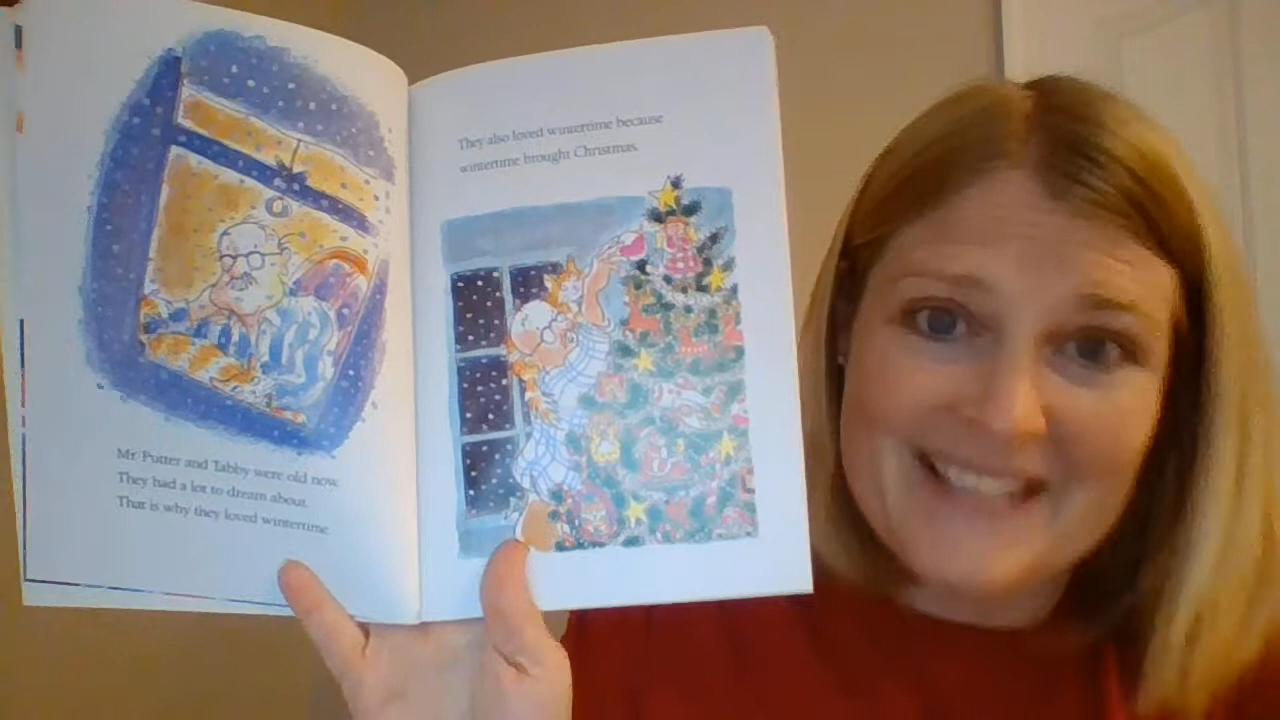 Mr. Putter and Tabby were old now.
They had a lot to dream about.
That is why they loved wintertime.
They also loved wintertime because
wintertime brought Christmas.